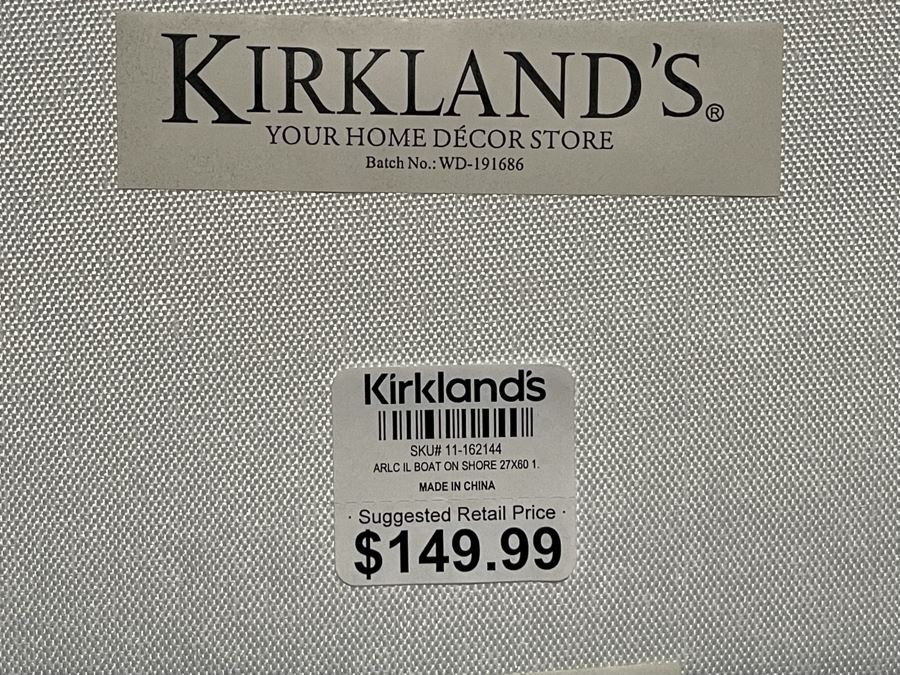 KIRKLAND'S®
YOUR HOME DÉCOR STORE
Batch No.: WD-191686
Kirkland's
SKU# 11-162144
ARLC IL BOAT ON SHORE 27X60 1.
MADE IN CHINA
· Suggested Retail Price ·
$149.99